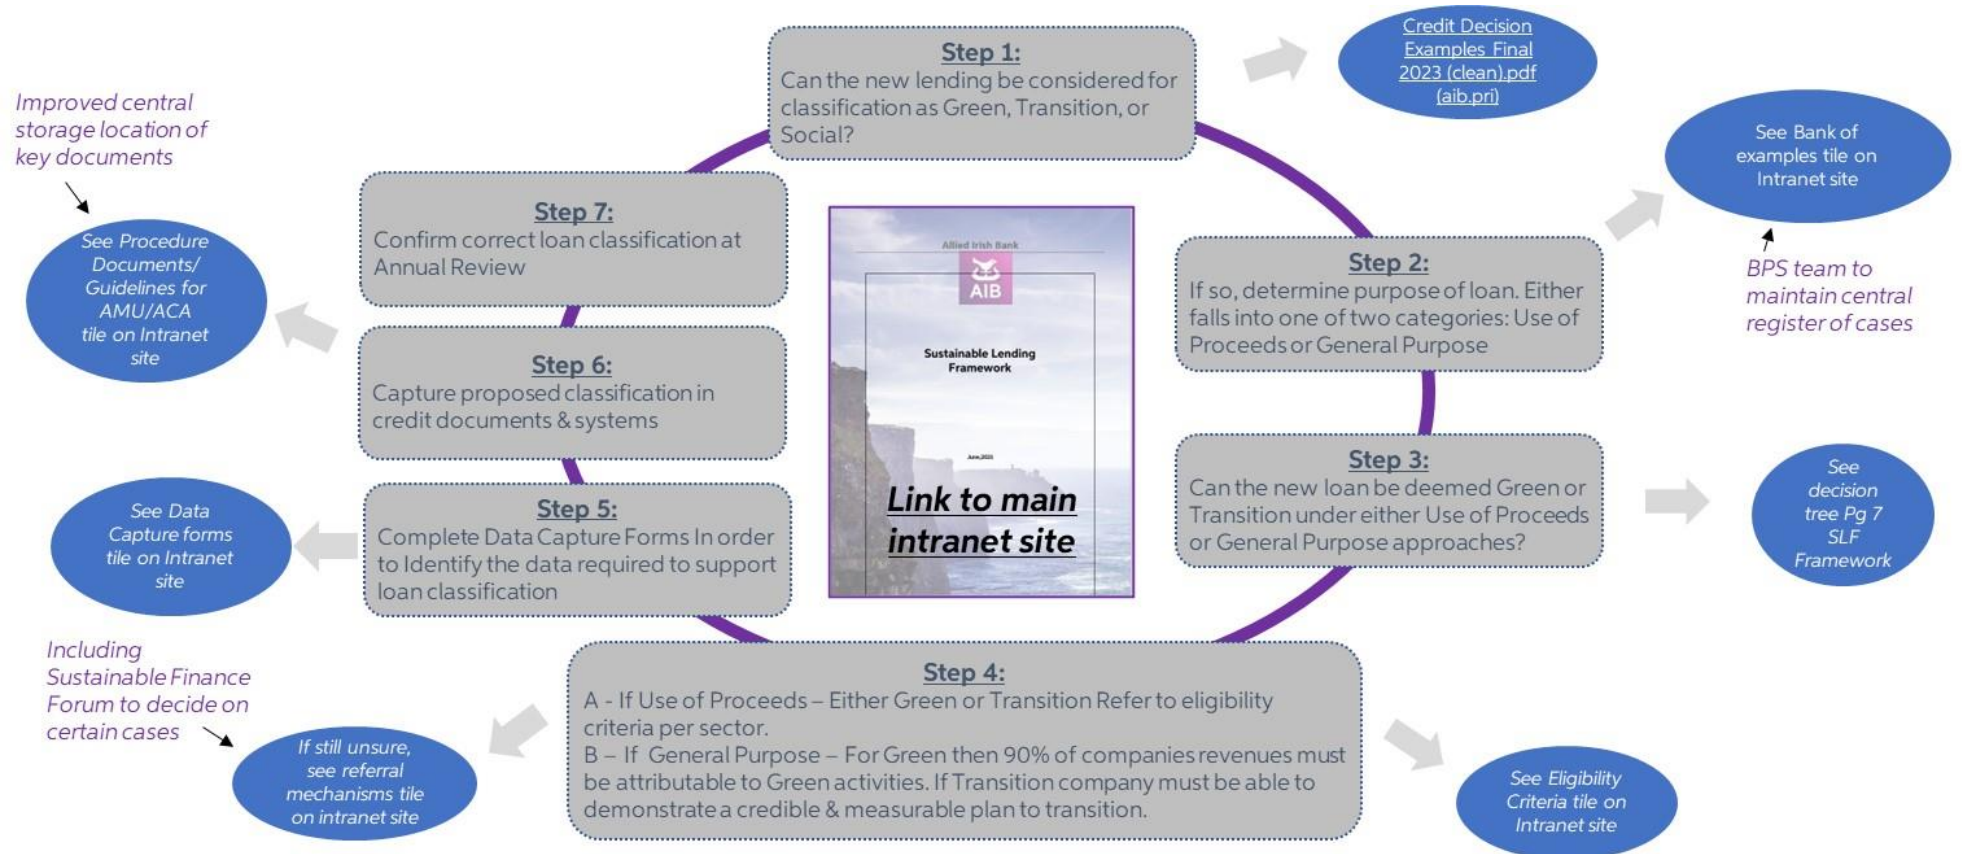 Step 1:
Can the new lending be considered for
classification as Green, Transition, or
Social?
Credit Decision
Examples Final
2023 (clean).pdf
(aib.pri)
Step 2:
If so, determine purpose of loan. Either
falls into one of two categories: Use of
Proceeds or General Purpose
See Bank of
examples tile on
Intranet site
BPS team to
maintain central
register of cases
Step 3:
Can the new loan be deemed Green or
Transition under either Use of Proceeds
or General Purpose approaches?
See
decision
tree Pg 7
SLF
Framework
Step 4:
A - If Use of Proceeds – Either Green or Transition Refer to eligibility
criteria per sector.
B – If General Purpose – For Green then 90% of companies revenues must
be attributable to Green activities. If Transition company must be able to
demonstrate a credible & measurable plan to transition.
See Eligibility
Criteria tile on
Intranet site
If still unsure,
see referral
mechanisms tile
on intranet site
Including
Sustainable Finance
Forum to decide on
certain cases
Step 5:
Complete Data Capture Forms In order
to Identify the data required to support
loan classification
See Data
Capture forms
tile on Intranet
site
Step 6:
Capture proposed classification in
credit documents & systems
Step 7:
Confirm correct loan classification at
Annual Review
See Procedure
Documents/
Guidelines for
AMU/ACA
tile on Intranet
site
Improved central
storage location of
key documents
Allied Irish Bank
AIB
Sustainable Lending
Framework
Link to main
intranet site